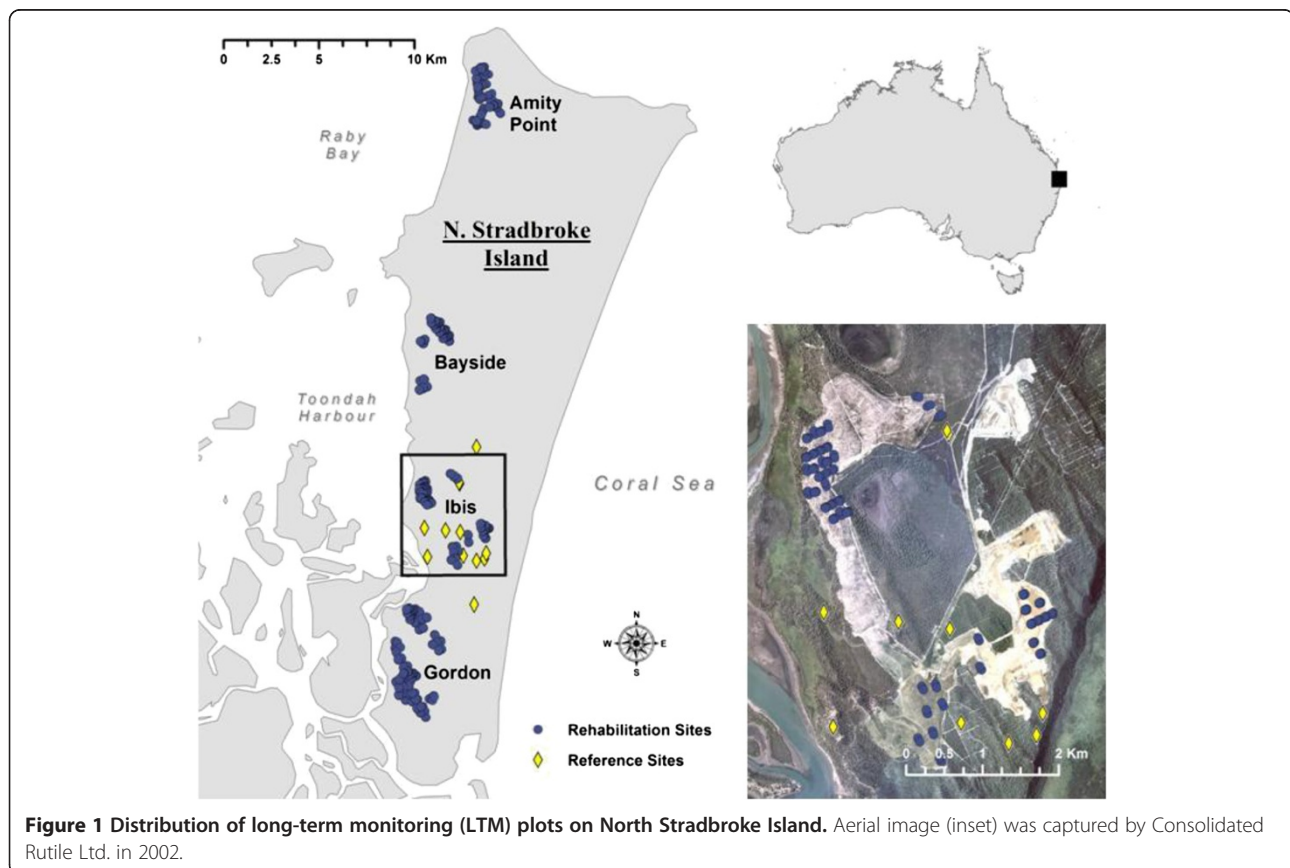 0 2.5 5 10 Km
Amity
Point
Raby
Bay
N. Stradbroke
Island
Bayside
Toondah
Harbour
Coral Sea
Ibis
N
W E
S
Gordon
Rehabilitation Sites
Reference Sites
0 0.5 1 2 Km
Figure 1 Distribution of long-term monitoring (LTM) plots on North Stradbroke Island. Aerial image (inset) was captured by Consolidated
Rutile Ltd. in 2002.